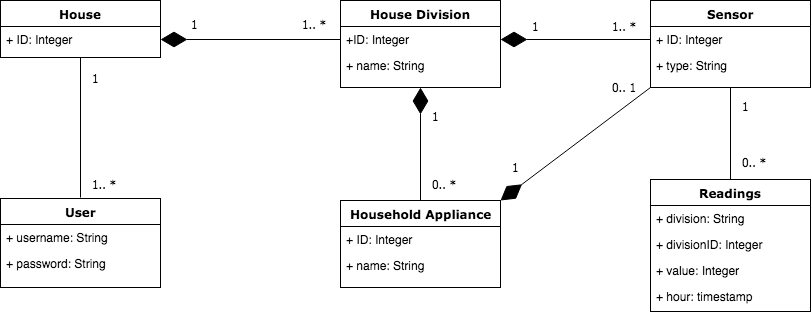 House
+ ID: Integer
1
1.. *
House Division
+ID: Integer
+ name: String
1
1.. *
Sensor
+ ID: Integer
+ type: String
1
1.. *
User
+ username: String
+ password: String
1
0.. *
Household Appliance
+ ID: Integer
+ name: String
1
0.. 1
1
0.. *
Readings
+ division: String
+ divisionID: Integer
+ value: Integer
+ hour: timestamp